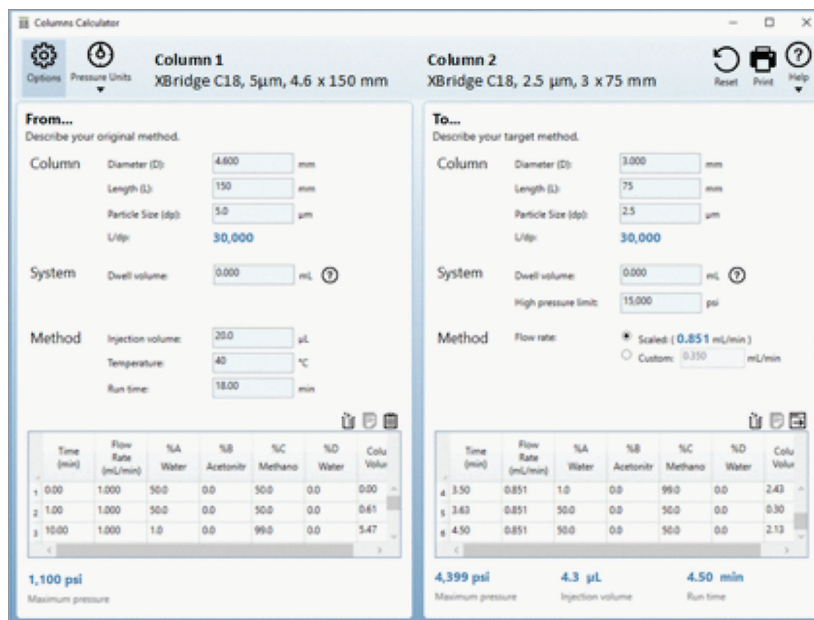 Columns Calculator
Options
Pressure Units
Column 1
XBridge C18, 5µm, 4.6 x 150 mm
Column 2
XBridge C18, 2.5 µm, 3 x 75 mm
Reset
Print
Help
From...
Describe your original method.
Column
Diameter (D): 4.600 mm
Length (L): 150 mm
Particle Size (dp): 5.0 µm
L/dp: 30,000
System
Dwell volume: 0.000 mL ?
Method
Injection volume: 20.0 µL
Temperature: 40 °C
Run time: 18.00 min
Time (min) Flow Rate (mL/min) %A Water %B Acetonitr %C Methano %D Water Colu Volur
1 0.00 1.000 50.0 0.0 50.0 0.0 0.00
2 1.00 1.000 50.0 0.0 50.0 0.0 0.61
3 10.00 1.000 1.0 0.0 99.0 0.0 5.47
1,100 psi
Maximum pressure
To...
Describe your target method.
Column
Diameter (D): 3.000 mm
Length (L): 75 mm
Particle Size (dp): 2.5 µm
L/dp: 30,000
System
Dwell volume: 0.000 mL ?
High pressure limit: 15,000 psi
Method
Flow rate: Scaled: ( 0.851 mL/min )
Custom: 0.350 mL/min
Time (min) Flow Rate (mL/min) %A Water %B Acetonitr %C Methano %D Water Colu Volur
4 3.50 0.851 1.0 0.0 99.0 0.0 2.43
5 3.63 0.851 50.0 0.0 50.0 0.0 0.30
6 4.50 0.851 50.0 0.0 50.0 0.0 2.13
4,399 psi 4.3 µL 4.50 min
Maximum pressure Injection volume Run time